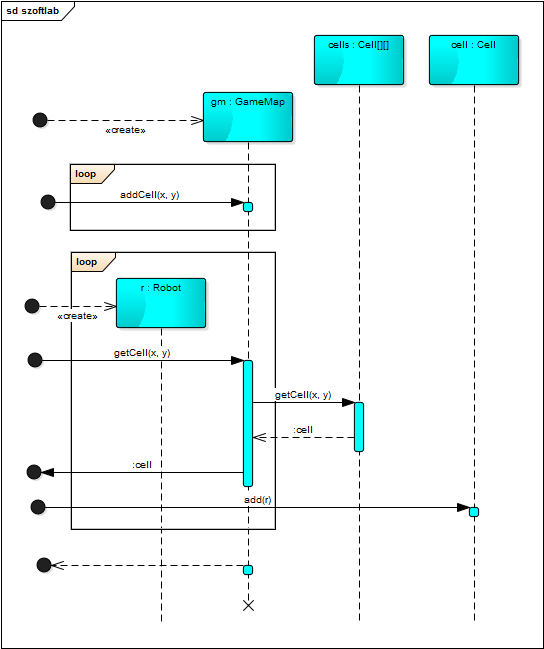 sd szoftlab
cells : Cell[][]
cell : Cell
gm : GameMap
«create»
loop
addCell(x, y)
loop
r : Robot
«create»
getCell(x, y)
getCell(x, y)
:cell
:cell
add(r)